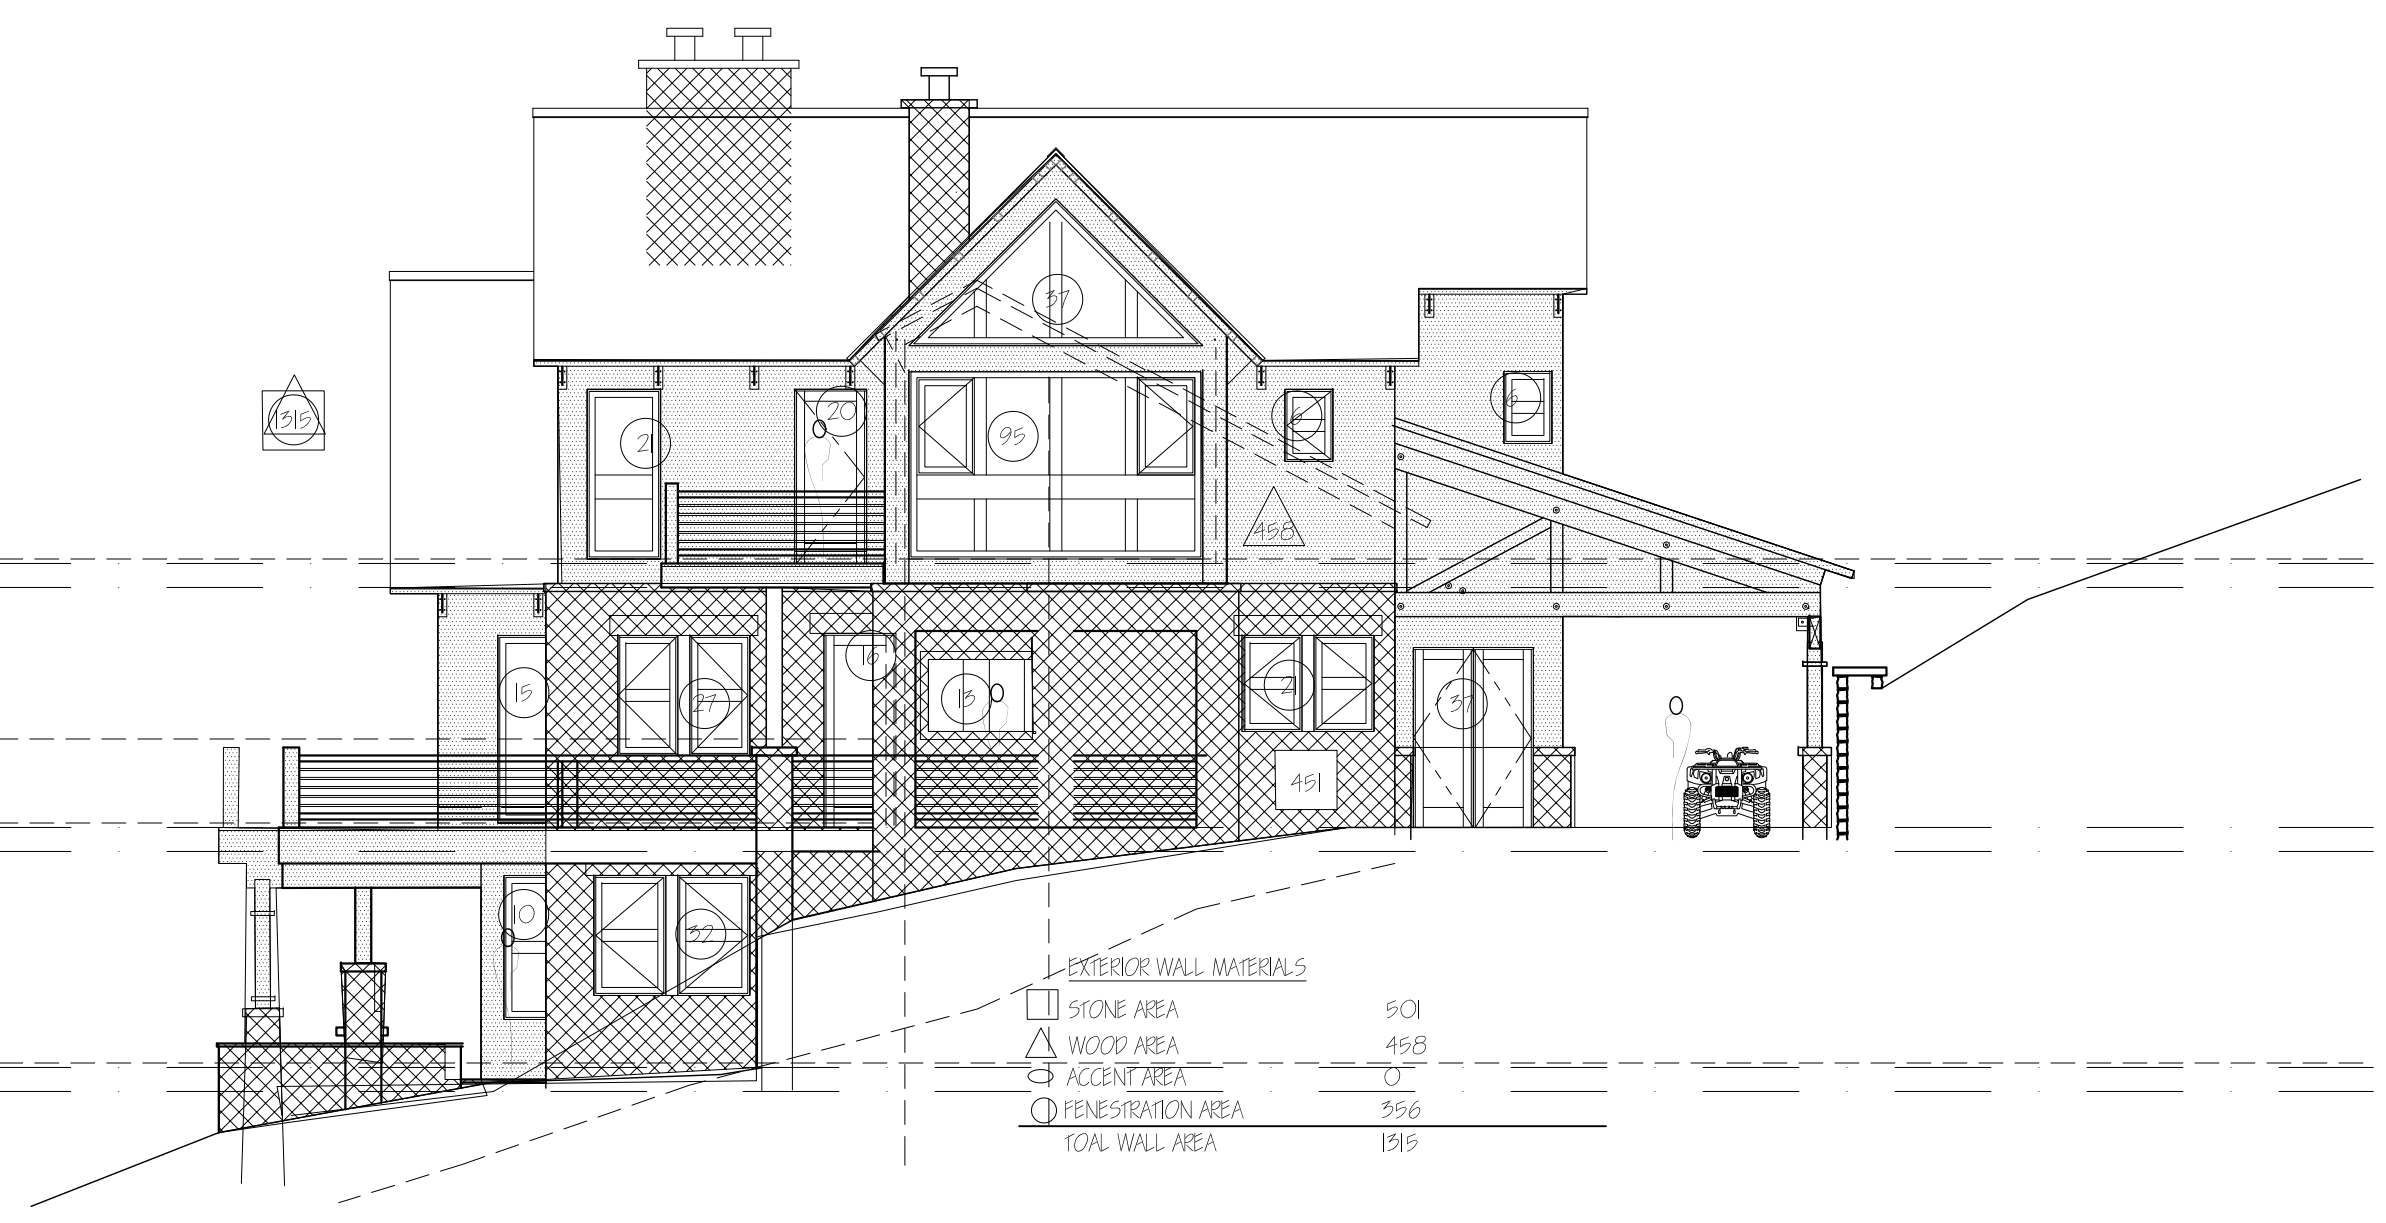 37
6
1315
20
21
95
6
458
16
15
27
13
21
37
451
10
32
EXTERIOR WALL MATERIALS
STONE AREA 501
WOOD AREA 458
ACCENT AREA 0
FENESTRATION AREA 356
TOAL WALL AREA 1315